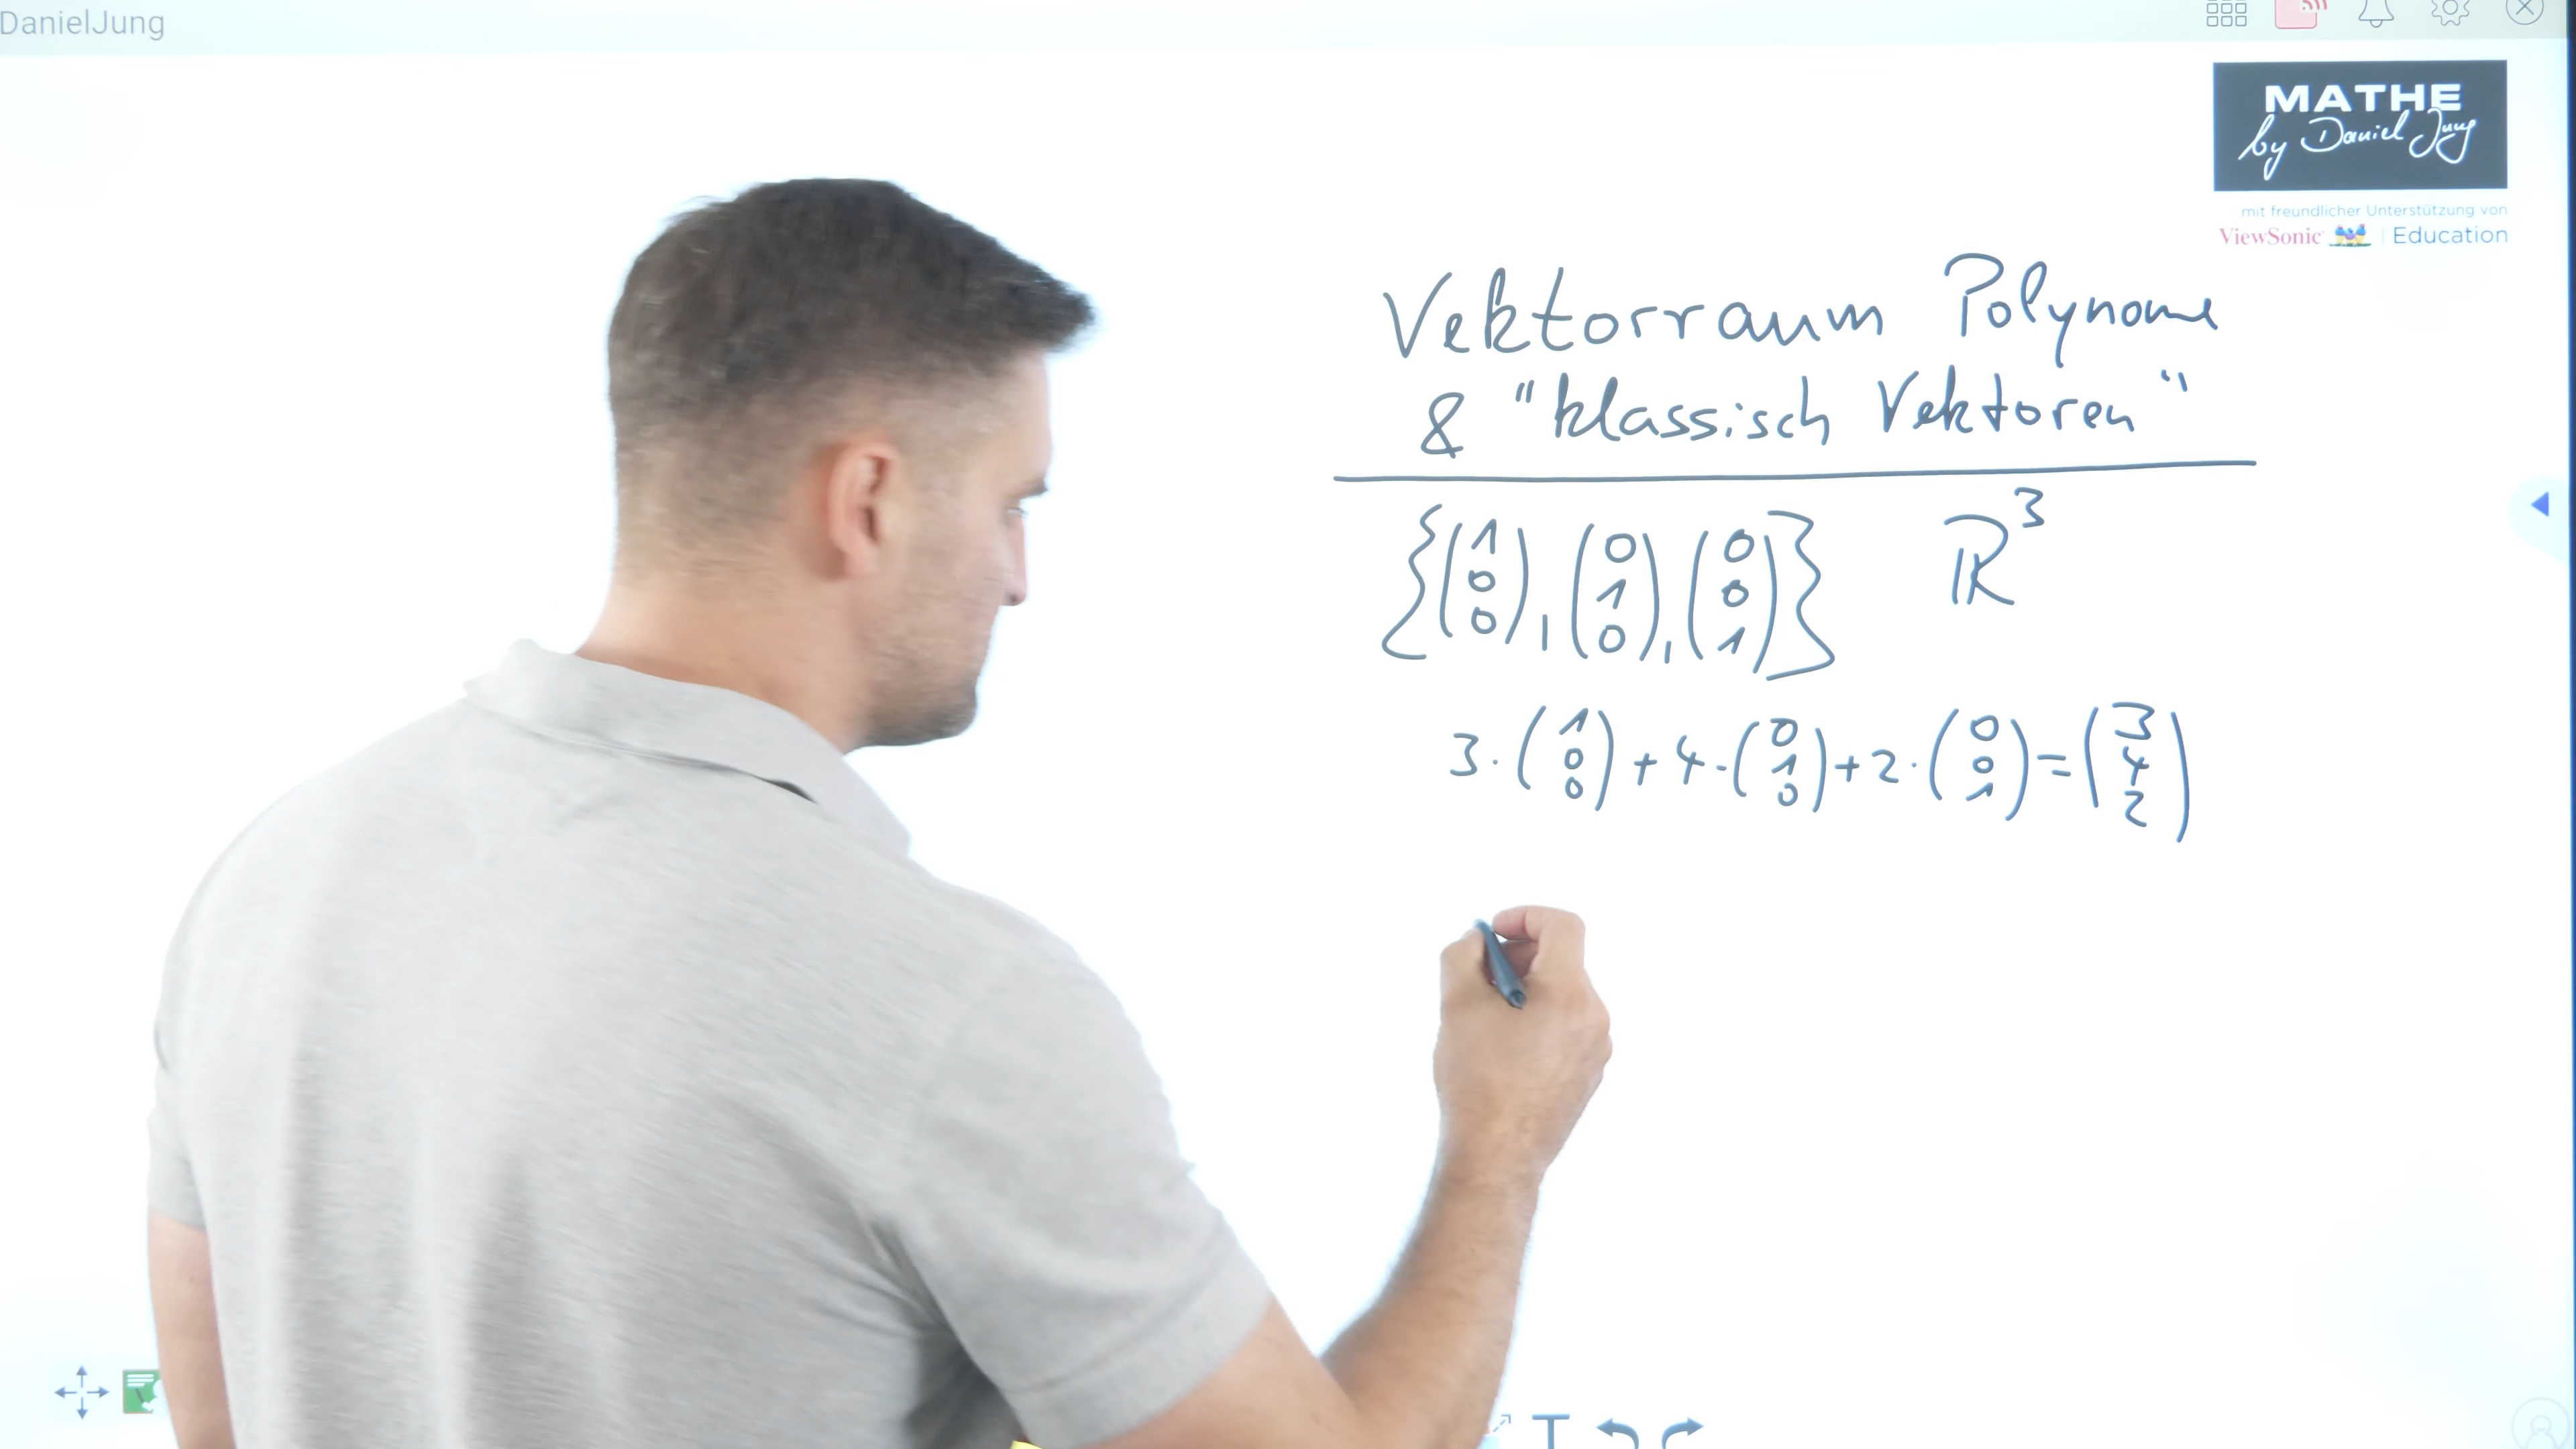 DanielJung
MATHE
by Daniel Jung
mit freundlicher Unterstützung von
ViewSonic | Education
Vektorraum Polynome
& "klassisch Vektoren"
{(1 0 0), (0 1 0), (0 0 1)} ℝ³
3·(1 0 0) + 4·(0 1 0) + 2·(0 0 1) = (3 4 2)
T